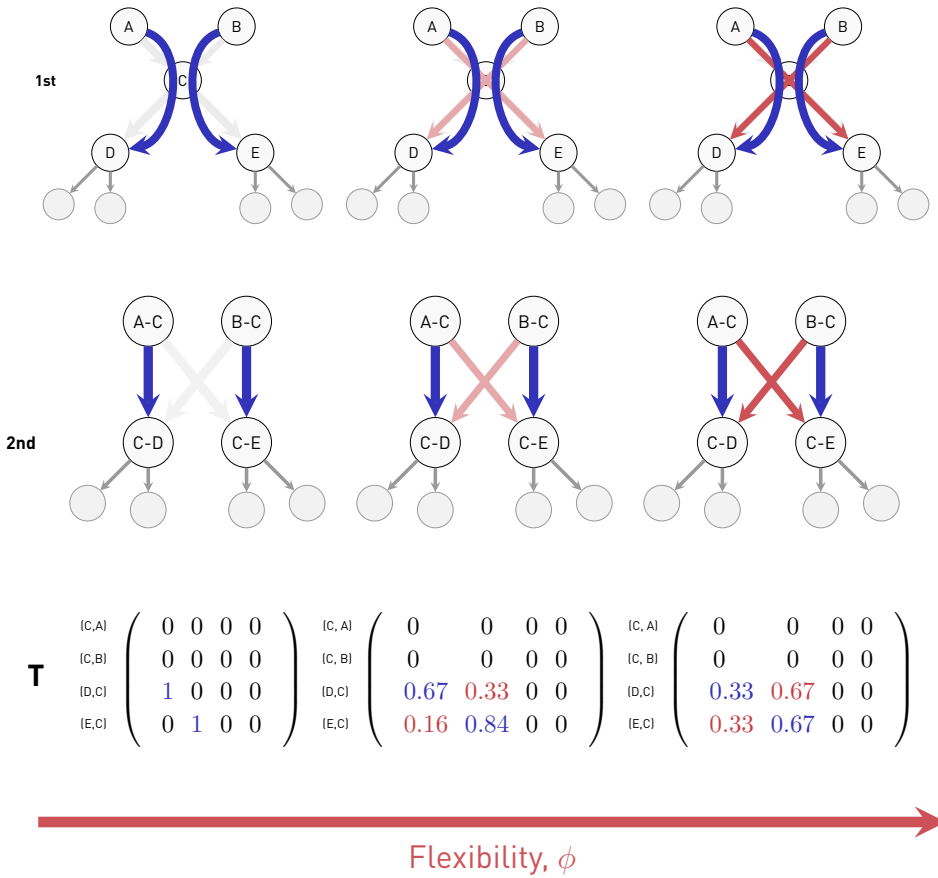 A B A B A B
1st C
D E D E D E
A-C B-C A-C B-C A-C B-C
2nd C-D C-E C-D C-E C-D C-E
(C,A) 0 0 0 0 (C, A) 0 0 0 0 (C, A) 0 0 0 0
(C,B) 0 0 0 0 (C, B) 0 0 0 0 (C, B) 0 0 0 0
T
(D,C) 1 0 0 0 (D,C) 0.67 0.33 0 0 (D,C) 0.33 0.67 0 0
(E,C) 0 1 0 0 (E,C) 0.16 0.84 0 0 (E,C) 0.33 0.67 0 0
Flexibility, ϕ